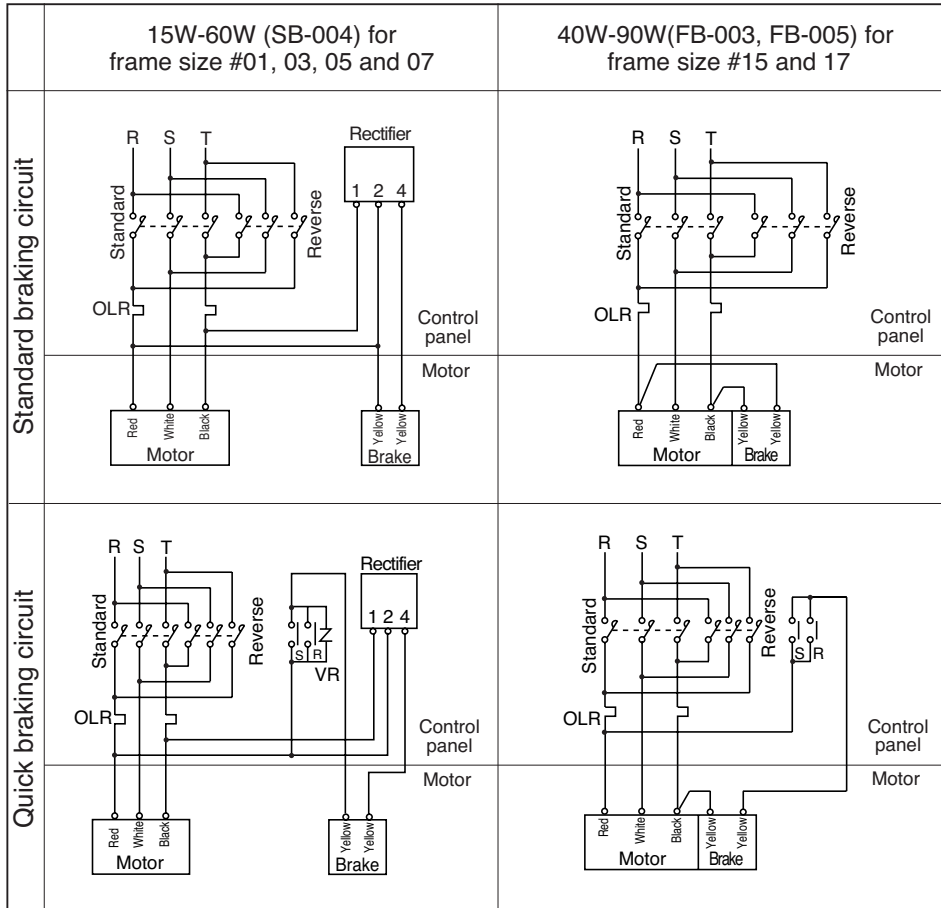 15W-60W (SB-004) for
frame size #01, 03, 05 and 07
40W-90W(FB-003, FB-005) for
frame size #15 and 17
Standard braking circuit
R S T
Rectifier
1 2 4
Standard
Reverse
OLR
Control
panel
Motor
Red
White
Black
Motor
Yellow
Yellow
Brake
R S T
Standard
Reverse
OLR
Control
panel
Motor
Red
White
Black
Yellow
Yellow
Motor
Brake
Quick braking circuit
R S T
Rectifier
1 2 4
Standard
Reverse
S R
VR
OLR
Control
panel
Motor
Red
White
Black
Motor
Yellow
Yellow
Brake
R S T
Standard
Reverse
S R
OLR
Control
panel
Motor
Red
White
Black
Yellow
Yellow
Motor
Brake